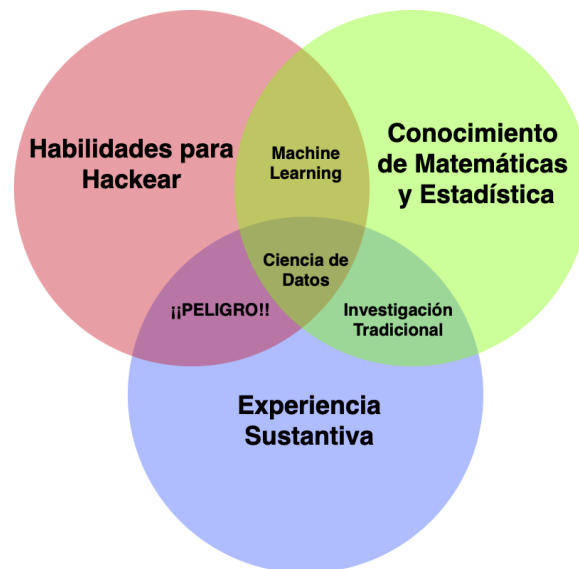 Habilidades para
Hackear
Machine
Learning
Conocimiento
de Matemáticas
y Estadística
Ciencia de
Datos
¡¡PELIGRO!!
Investigación
Tradicional
Experiencia
Sustantiva